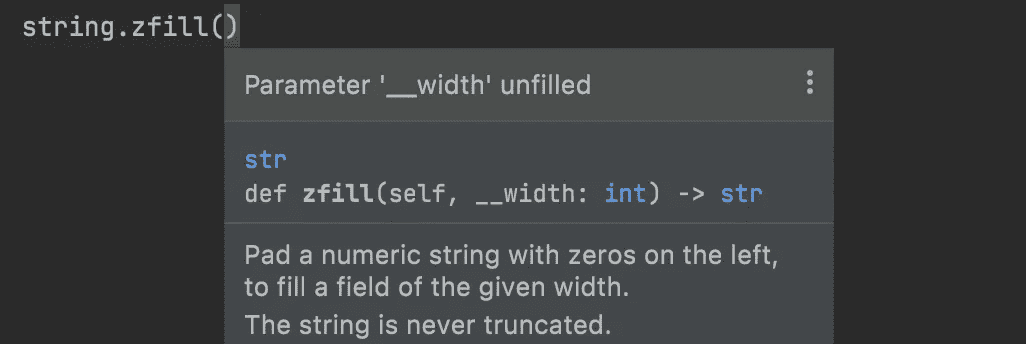 string.zfill()
Parameter '__width' unfilled
str
def zfill(self, __width: int) -> str
Pad a numeric string with zeros on the left,
to fill a field of the given width.
The string is never truncated.